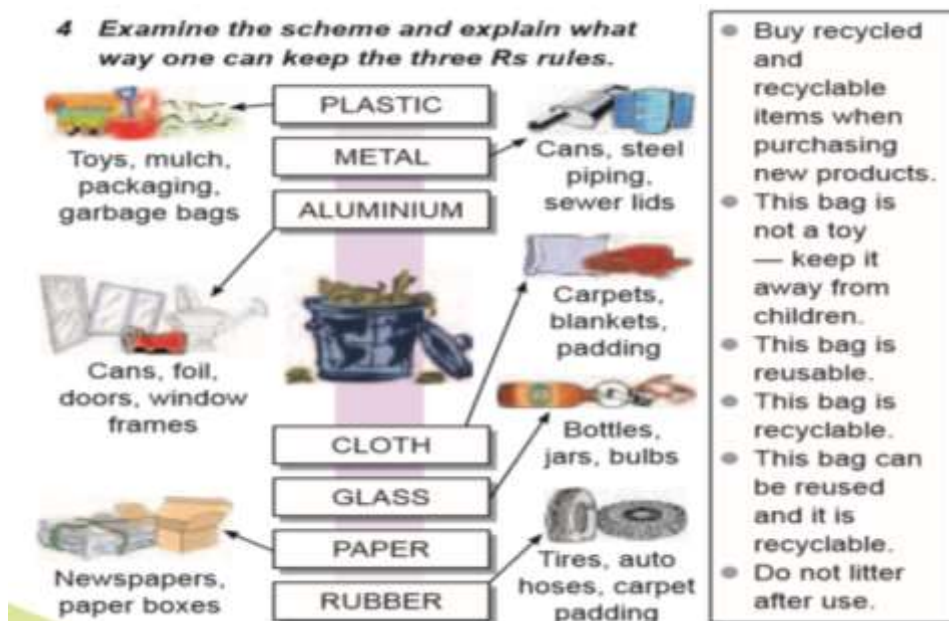 4 Examine the scheme and explain what
way one can keep the three Rs rules.
PLASTIC
Toys, mulch,
packaging,
garbage bags
METAL
Cans, steel
piping,
sewer lids
ALUMINIUM
Cans, foil,
doors, window
frames
Carpets,
blankets,
padding
CLOTH
Bottles,
jars, bulbs
GLASS
PAPER
Newspapers,
paper boxes
RUBBER
Tires, auto
hoses, carpet
padding
● Buy recycled
and
recyclable
items when
purchasing
new products.
● This bag is
not a toy
— keep it
away from
children.
● This bag is
reusable.
● This bag is
recyclable.
● This bag can
be reused
and it is
recyclable.
● Do not litter
after use.